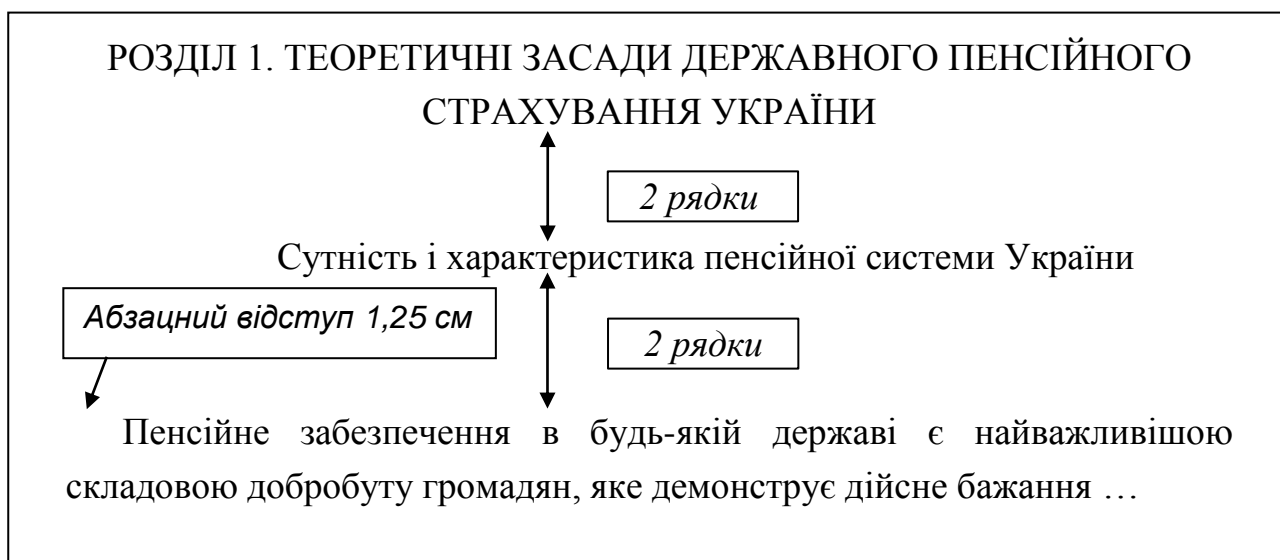 РОЗДІЛ 1. ТЕОРЕТИЧНІ ЗАСАДИ ДЕРЖАВНОГО ПЕНСІЙНОГО
СТРАХУВАННЯ УКРАЇНИ
2 рядки
Сутність і характеристика пенсійної системи України
Абзацний відступ 1,25 см
2 рядки
Пенсійне забезпечення в будь-якій державі є найважливішою
складовою добробуту громадян, яке демонструє дійсне бажання …